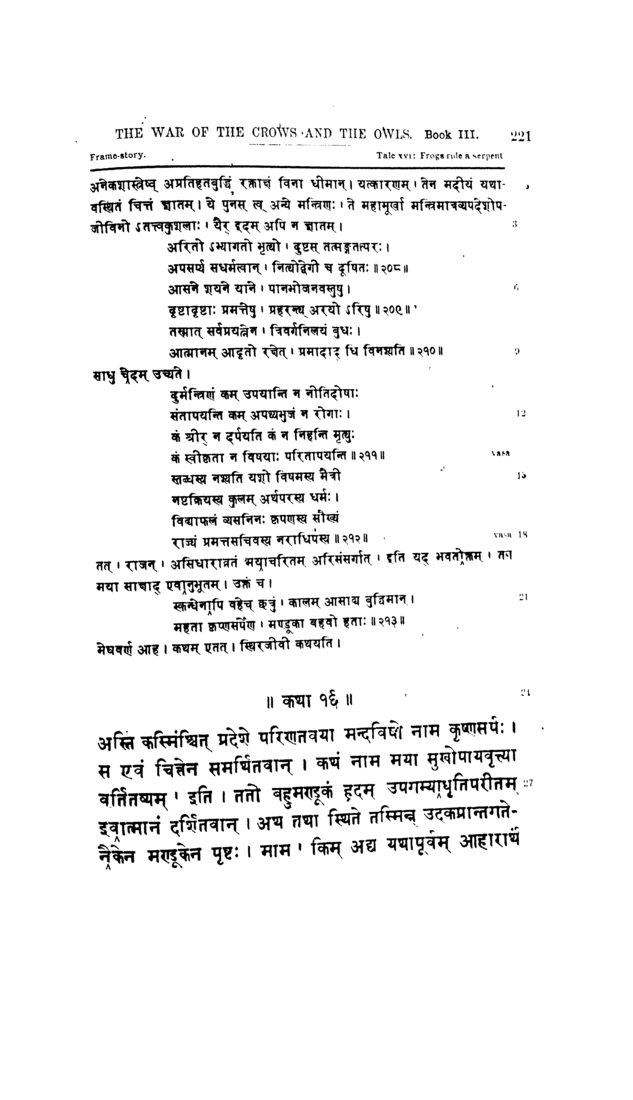 THE WAR OF THE CROWS AND THE OWLS. Book III. 221
Frame-story. Tale xvi: Frogs ride a serpent
अनेकशास्त्रेष्व् अप्रतिहतबुद्धिं रक्ताक्षं विना धीमान् । यत्कारणम् । तेन मदीयं यथा-
वस्थितं चित्तं ज्ञातम् । ये पुनस् त्व् अन्ये मन्त्रिणः । ते महामूर्खा मन्त्रिमात्रव्यपदेशोप-
जीविनो ऽतत्त्वकुशलाः । यैर् इदम् अपि न ज्ञातम् । 3
अरितो ऽभ्यागतो भृत्यो । दुष्टस् तत्सङ्गतत्परः ।
अपसर्प्य सधर्मत्वान् । नित्योद्वेगी च दूषितः ॥ २०८ ॥
आसने शयने याने । पानभोजनवस्तुषु । 6
दृष्टादृष्टाः प्रमत्तेषु । प्रहरन्त्य् अरयो ऽरिषु ॥ २०९ ॥
तस्मात् सर्वप्रयत्नेन । त्रिवर्गनिलयं बुधः ।
आत्मानम् आदृतो रक्षेत् । प्रमादाद् धि विनश्यति ॥ २१० ॥ 9
साधु चेदम् उच्यते ।
दुर्मन्त्रिणं कम् उपयान्ति न नीतिदोषाः
संतापयन्ति कम् अपथ्यभुजं न रोगाः । 12
कं श्रीर् न दर्पयति कं न निहन्ति मृत्युः
कं स्त्रीकृता न विषयाः परितापयन्ति ॥ २११ ॥ vasa
स्तब्धस्य नश्यति यशो विषमस्य मैत्री 15
नष्टक्रियस्य कुलम् अर्थपरस्य धर्मः ।
विद्याफलं व्यसनिनः कृपणस्य सौख्यं
राज्यं प्रमत्तसचिवस्य नराधिपस्य ॥ २१२ ॥ vasa 18
तत् । राजन् । असिधाराव्रतं मयाचरितम् अरिसंसर्गात् । इति यद् भवतोक्तम् । तन्
मया साक्षाद् एवानुभूतम् । उक्तं च ।
स्कन्धेनापि वहेच् छत्रुं । कालम् आसाद्य बुद्धिमान् । 21
महता कृष्णसर्पेण । मण्डूका बहवो हताः ॥ २१३ ॥
मेघवर्ण आह । कथम् एतत् । स्थिरजीवी कथयति ।
॥ कथा १६ ॥ 24
अस्ति कस्मिंश्चित् प्रदेशे परिणतवया मन्दविषो नाम कृष्णसर्पः ।
स एवं चित्तेन समर्थितवान् । कथं नाम मया सुखोपायवृत्त्या
वर्तितव्यम् । इति । ततो बहुमण्डूकं ह्रदम् उपगम्याधृतिपरीतम् 27
इवात्मानं दर्शितवान् । अथ तथा स्थिते तस्मिन्न् उदकप्रान्तगते-
नैकेन मण्डूकेन पृष्टः । माम । किम् अद्य यथापूर्वम् आहारार्थं